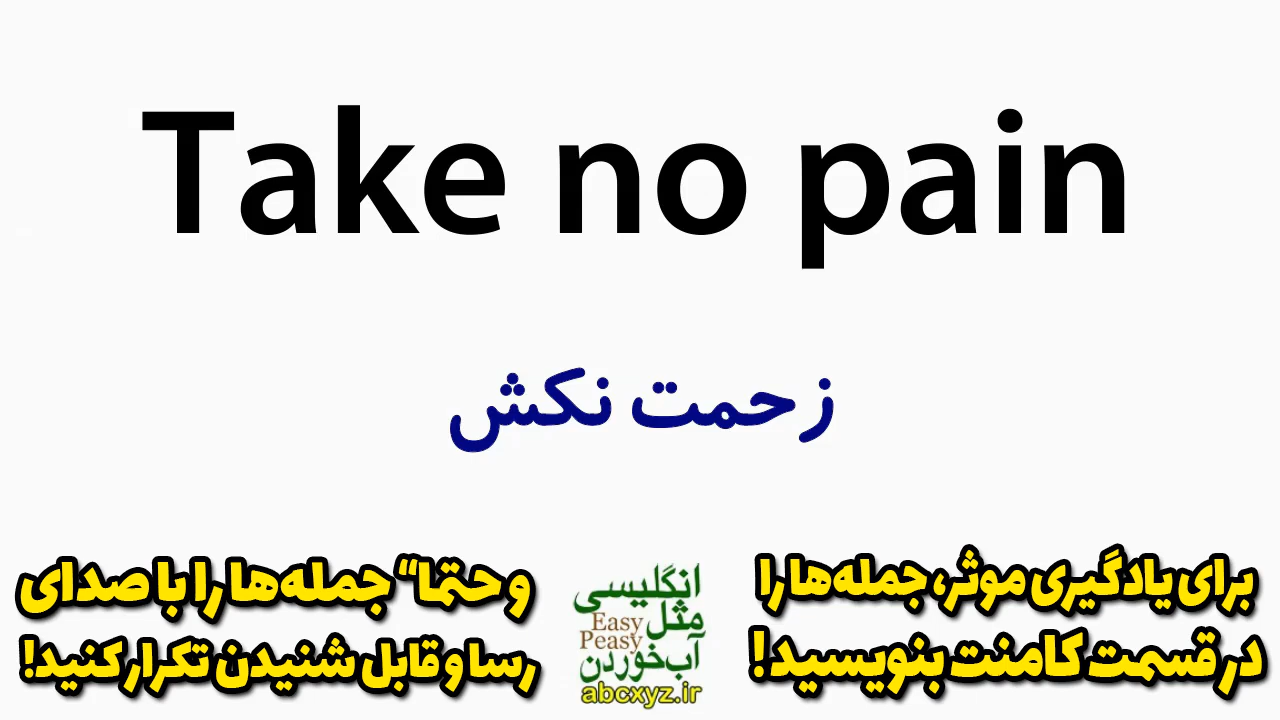 Take no pain
زحمت نکش
برای یادگیری موثر، جمله‌ها را
در قسمت کامنت بنویسید!
و حتما“ جمله‌ها را با صدای
رسا و قابل شنیدن تکرار کنید!
انگلیسی
مثل
Easy
Peasy
آب خوردن
abcxyz.ir